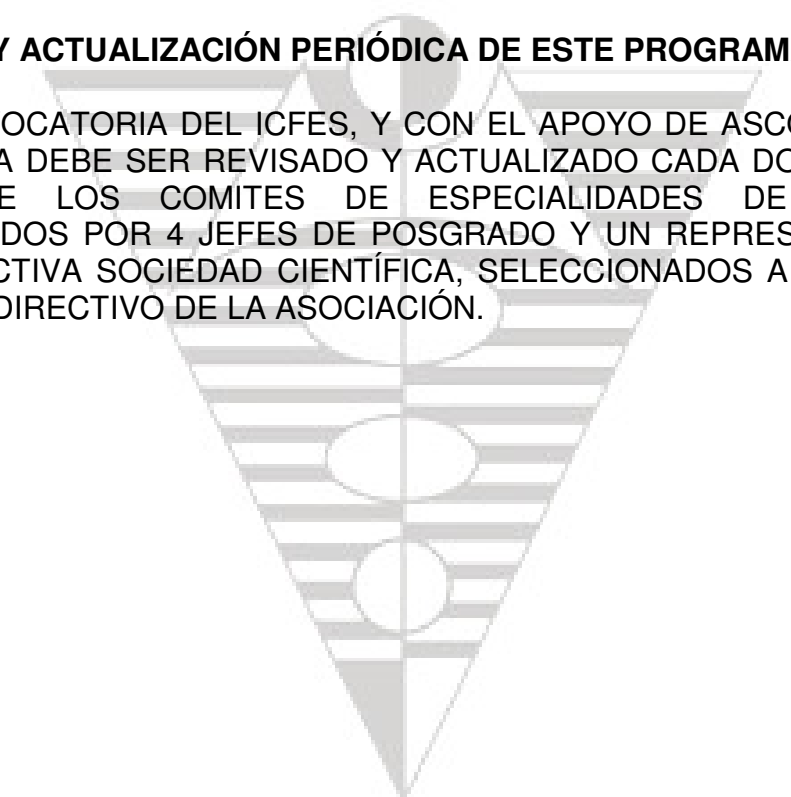 Y ACTUALIZACIÓN PERIÓDICA DE ESTE PROGRAM
OCATORIA DEL ICFES, Y CON EL APOYO DE ASC
A DEBE SER REVISADO Y ACTUALIZADO CADA DO
E LOS COMITES DE ESPECIALIDADES DE
DOS POR 4 JEFES DE POSGRADO Y UN REPRES
CTIVA SOCIEDAD CIENTÍFICA, SELECCIONADOS A
DIRECTIVO DE LA ASOCIACIÓN.